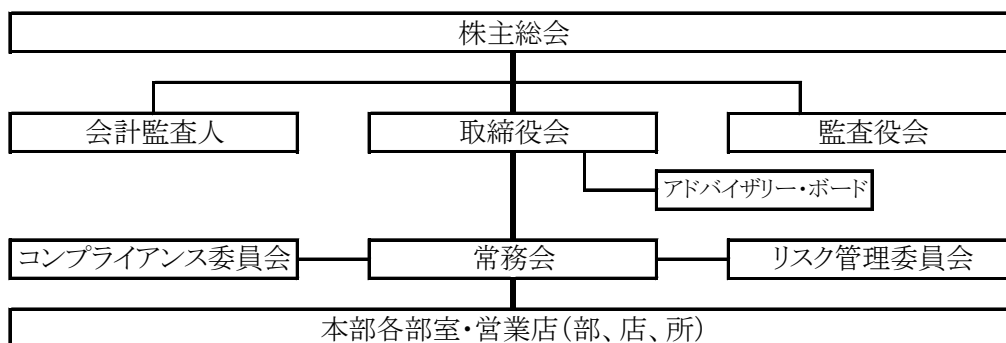 株主総会
会計監査人
取締役会
監査役会
アドバイザリー・ボード
コンプライアンス委員会
常務会
リスク管理委員会
本部各部室・営業店(部、店、所)